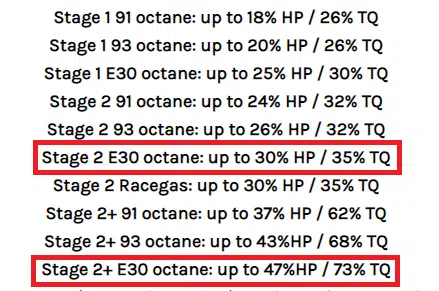 Stage 1 91 octane: up to 18% HP / 26% TQ
Stage 1 93 octane: up to 20% HP / 26% TQ
Stage 1 E30 octane: up to 25% HP / 30% TQ
Stage 2 91 octane: up to 24% HP / 32% TQ
Stage 2 93 octane: up to 26% HP / 32% TQ
Stage 2 E30 octane: up to 30% HP / 35% TQ
Stage 2 Racegas: up to 30% HP / 35% TQ
Stage 2+ 91 octane: up to 37% HP / 62% TQ
Stage 2+ 93 octane: up to 43%HP / 68% TQ
Stage 2+ E30 octane: up to 47%HP / 73% TQ